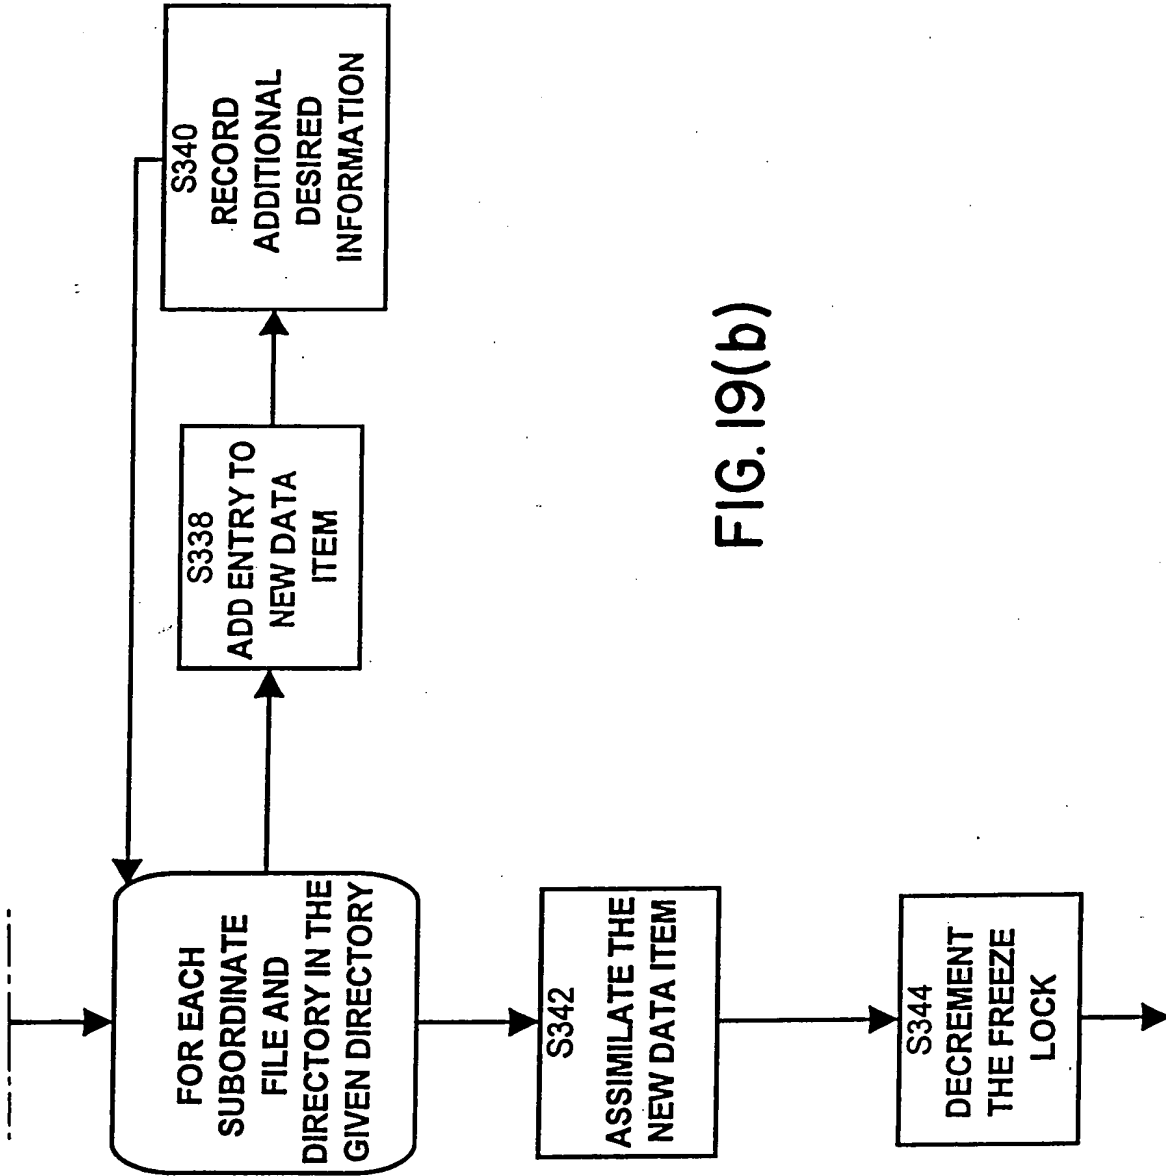 FOR EACH
SUBORDINATE
FILE AND
DIRECTORY IN THE
GIVEN DIRECTORY
S338
ADD ENTRY TO
NEW DATA
ITEM
S340
RECORD
ADDITIONAL
DESIRED
INFORMATION
S342
ASSIMILATE THE
NEW DATA ITEM
S344
DECREMENT
THE FREEZE
LOCK
FIG. 19(b)